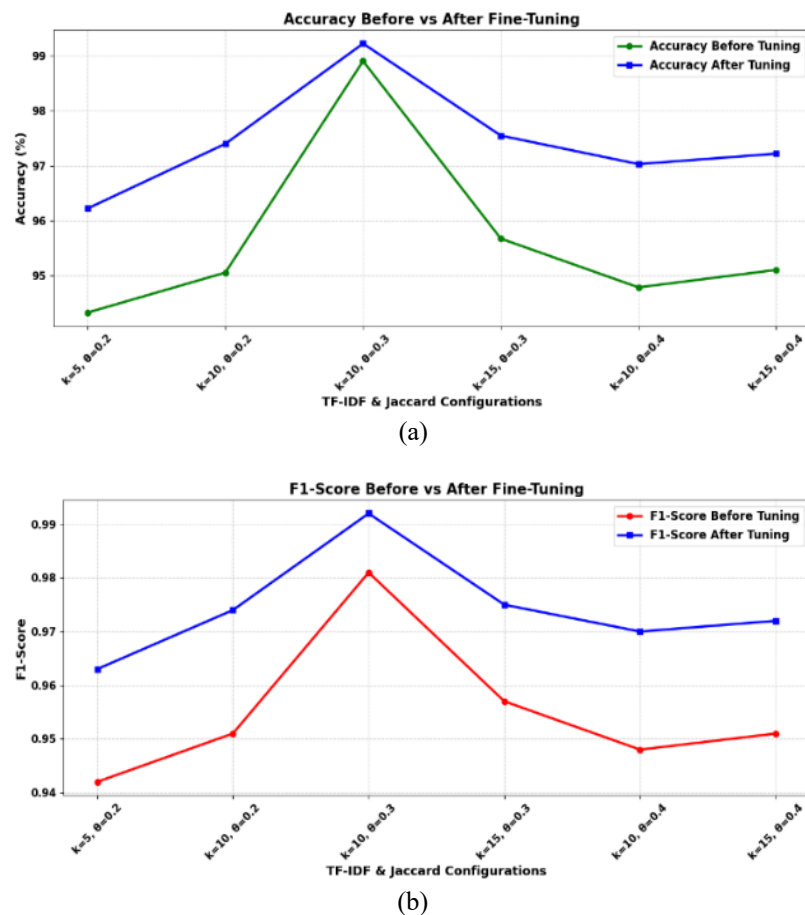 Accuracy Before vs After Fine-Tuning
Accuracy Before Tuning
Accuracy After Tuning
Accuracy (%)
99
98
97
96
95
k=5, θ=0.2
k=10, θ=0.2
k=10, θ=0.3
k=15, θ=0.3
k=10, θ=0.4
k=15, θ=0.4
TF-IDF & Jaccard Configurations
(a)
F1-Score Before vs After Fine-Tuning
F1-Score Before Tuning
F1-Score After Tuning
F1-Score
0.99
0.98
0.97
0.96
0.95
0.94
k=5, θ=0.2
k=10, θ=0.2
k=10, θ=0.3
k=15, θ=0.3
k=10, θ=0.4
k=15, θ=0.4
TF-IDF & Jaccard Configurations
(b)